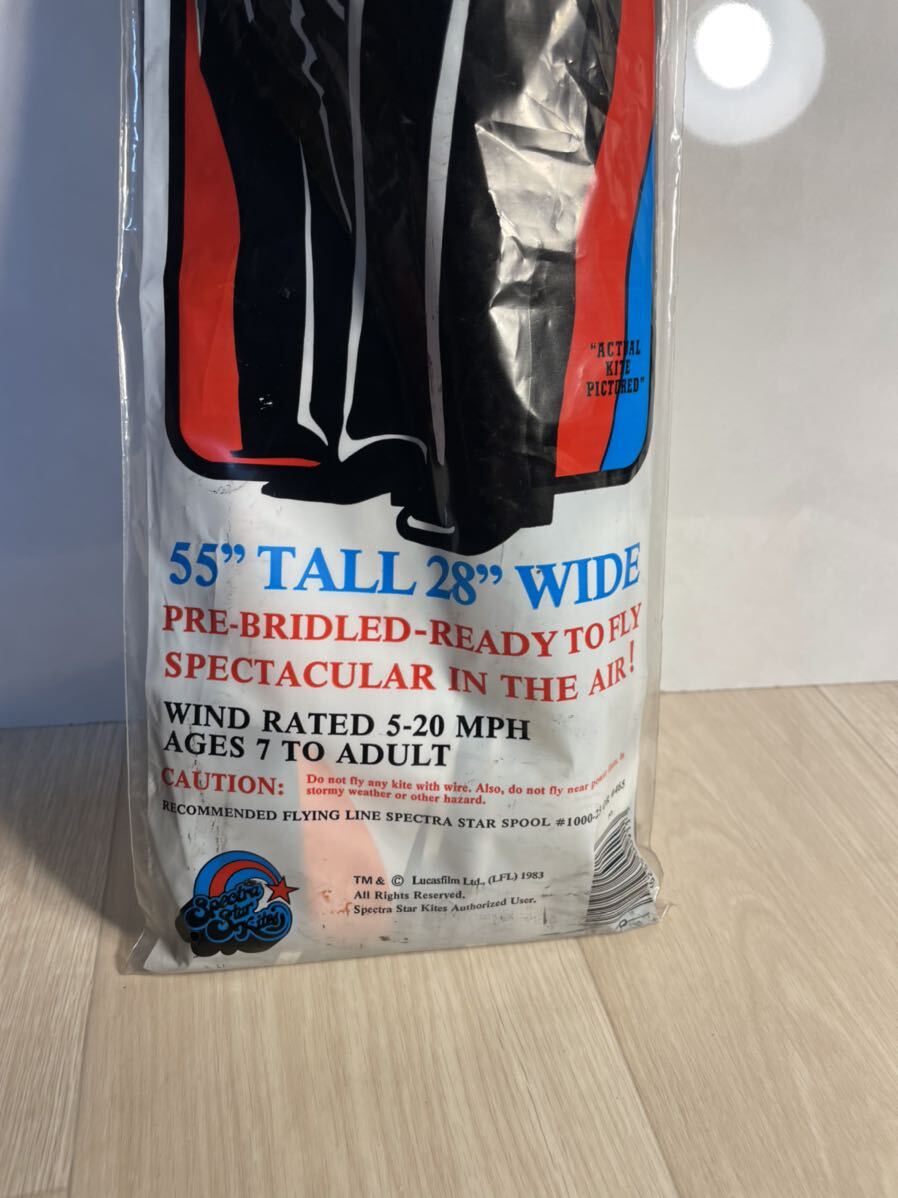 "ACTUAL
KITE
PICTURED"
55" TALL 28" WIDE
PRE-BRIDLED-READY TO FLY
SPECTACULAR IN THE AIR!
WIND RATED 5-20 MPH
AGES 7 TO ADULT
CAUTION: Do not fly any kite with wire. Also, do not fly near power lines, in
stormy weather or other hazard.
RECOMMENDED FLYING LINE SPECTRA STAR SPOOL
TM & © Lucasfilm Ltd., (LFL) 1983
All Rights Reserved.
Spectra Star Kites Authorized User.
Spectra
Star
Kites